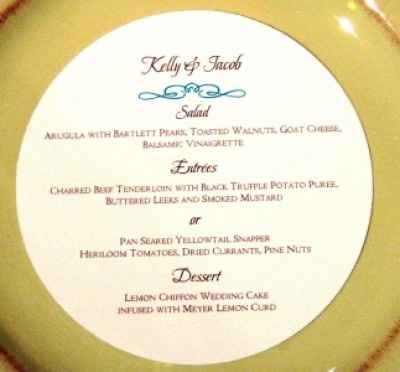 Kelly & Jacob
Salad
Arugula with Bartlett Pears, Toasted Walnuts, Goat Cheese,
Balsamic Vinaigrette
Entrées
Charred Beef Tenderloin with Black Truffle Potato Puree,
Buttered Leeks and Smoked Mustard
or
Pan Seared Yellowtail Snapper
Heirloom Tomatoes, Dried Currants, Pine Nuts
Dessert
Lemon Chiffon Wedding Cake
infused with Meyer Lemon Curd